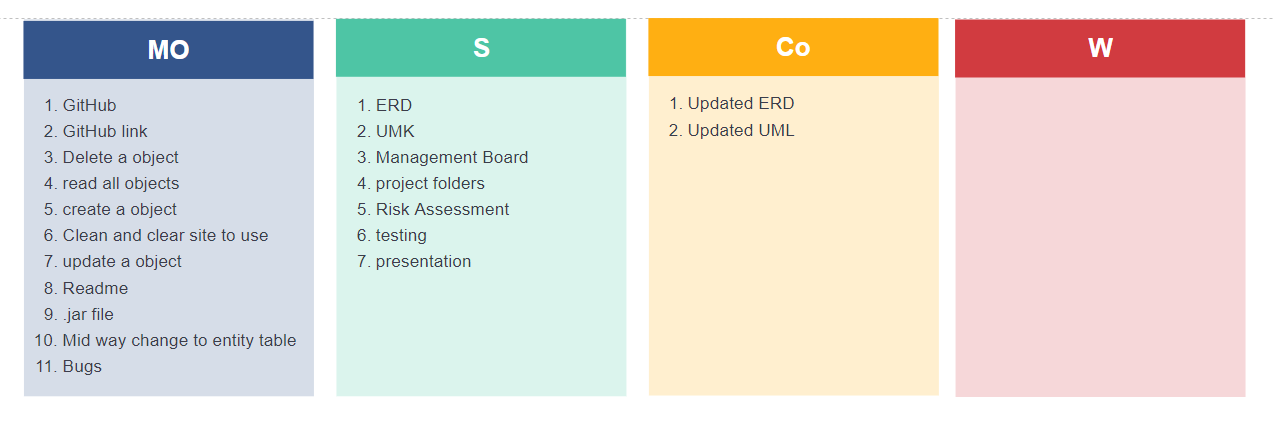 MO
1. GitHub
2. GitHub link
3. Delete a object
4. read all objects
5. create a object
6. Clean and clear site to use
7. update a object
8. Readme
9. .jar file
10. Mid way change to entity table
11. Bugs
S
1. ERD
2. UMK
3. Management Board
4. project folders
5. Risk Assessment
6. testing
7. presentation
Co
1. Updated ERD
2. Updated UML
W